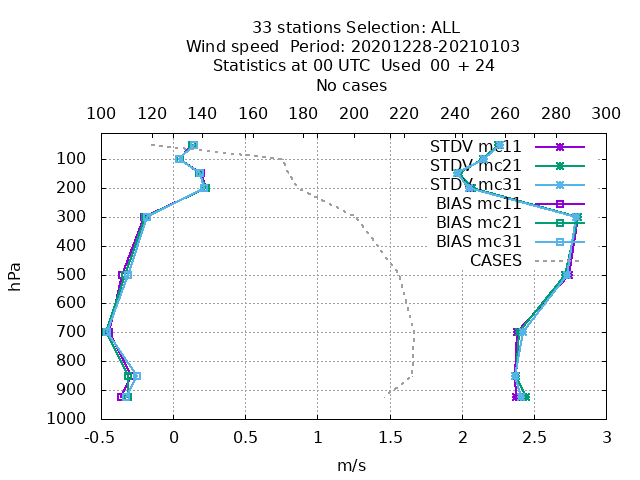 33 stations Selection: ALL
Wind speed  Period: 20201228-20210103
Statistics at 00 UTC  Used  00 + 24
No cases
100 120 140 160 180 200 220 240 260 280 300
STDV mc11
STDV mc21
STDV mc31
BIAS mc11
BIAS mc21
BIAS mc31
CASES
100
200
300
400
500
600
700
800
900
1000
hPa
-0.5 0 0.5 1 1.5 2 2.5 3
m/s